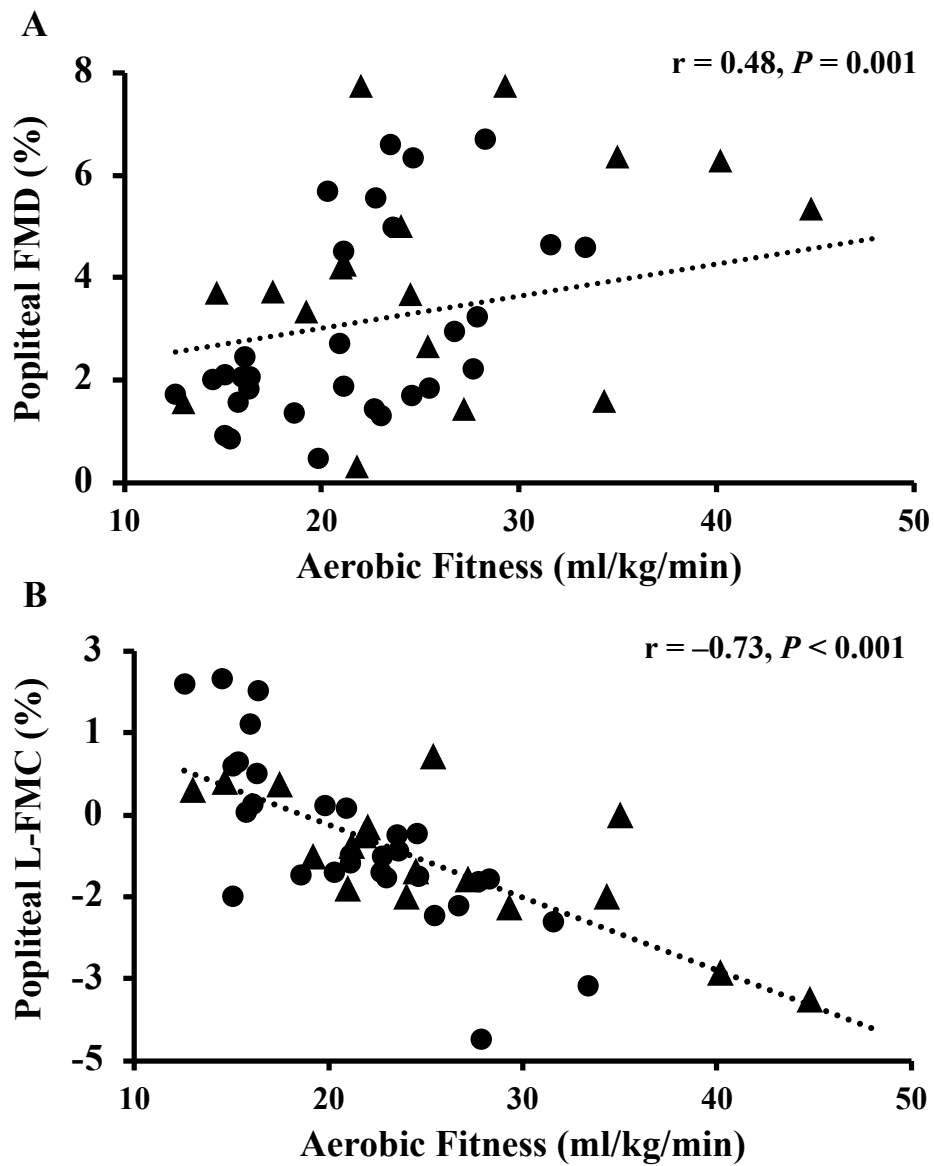 A
r = 0.48, P = 0.001
8
6
4
2
0
Popliteal FMD (%)
10 20 30 40 50
Aerobic Fitness (ml/kg/min)
B
r = –0.73, P < 0.001
3
1
0
-2
-3
-5
Popliteal L-FMC (%)
10 20 30 40 50
Aerobic Fitness (ml/kg/min)